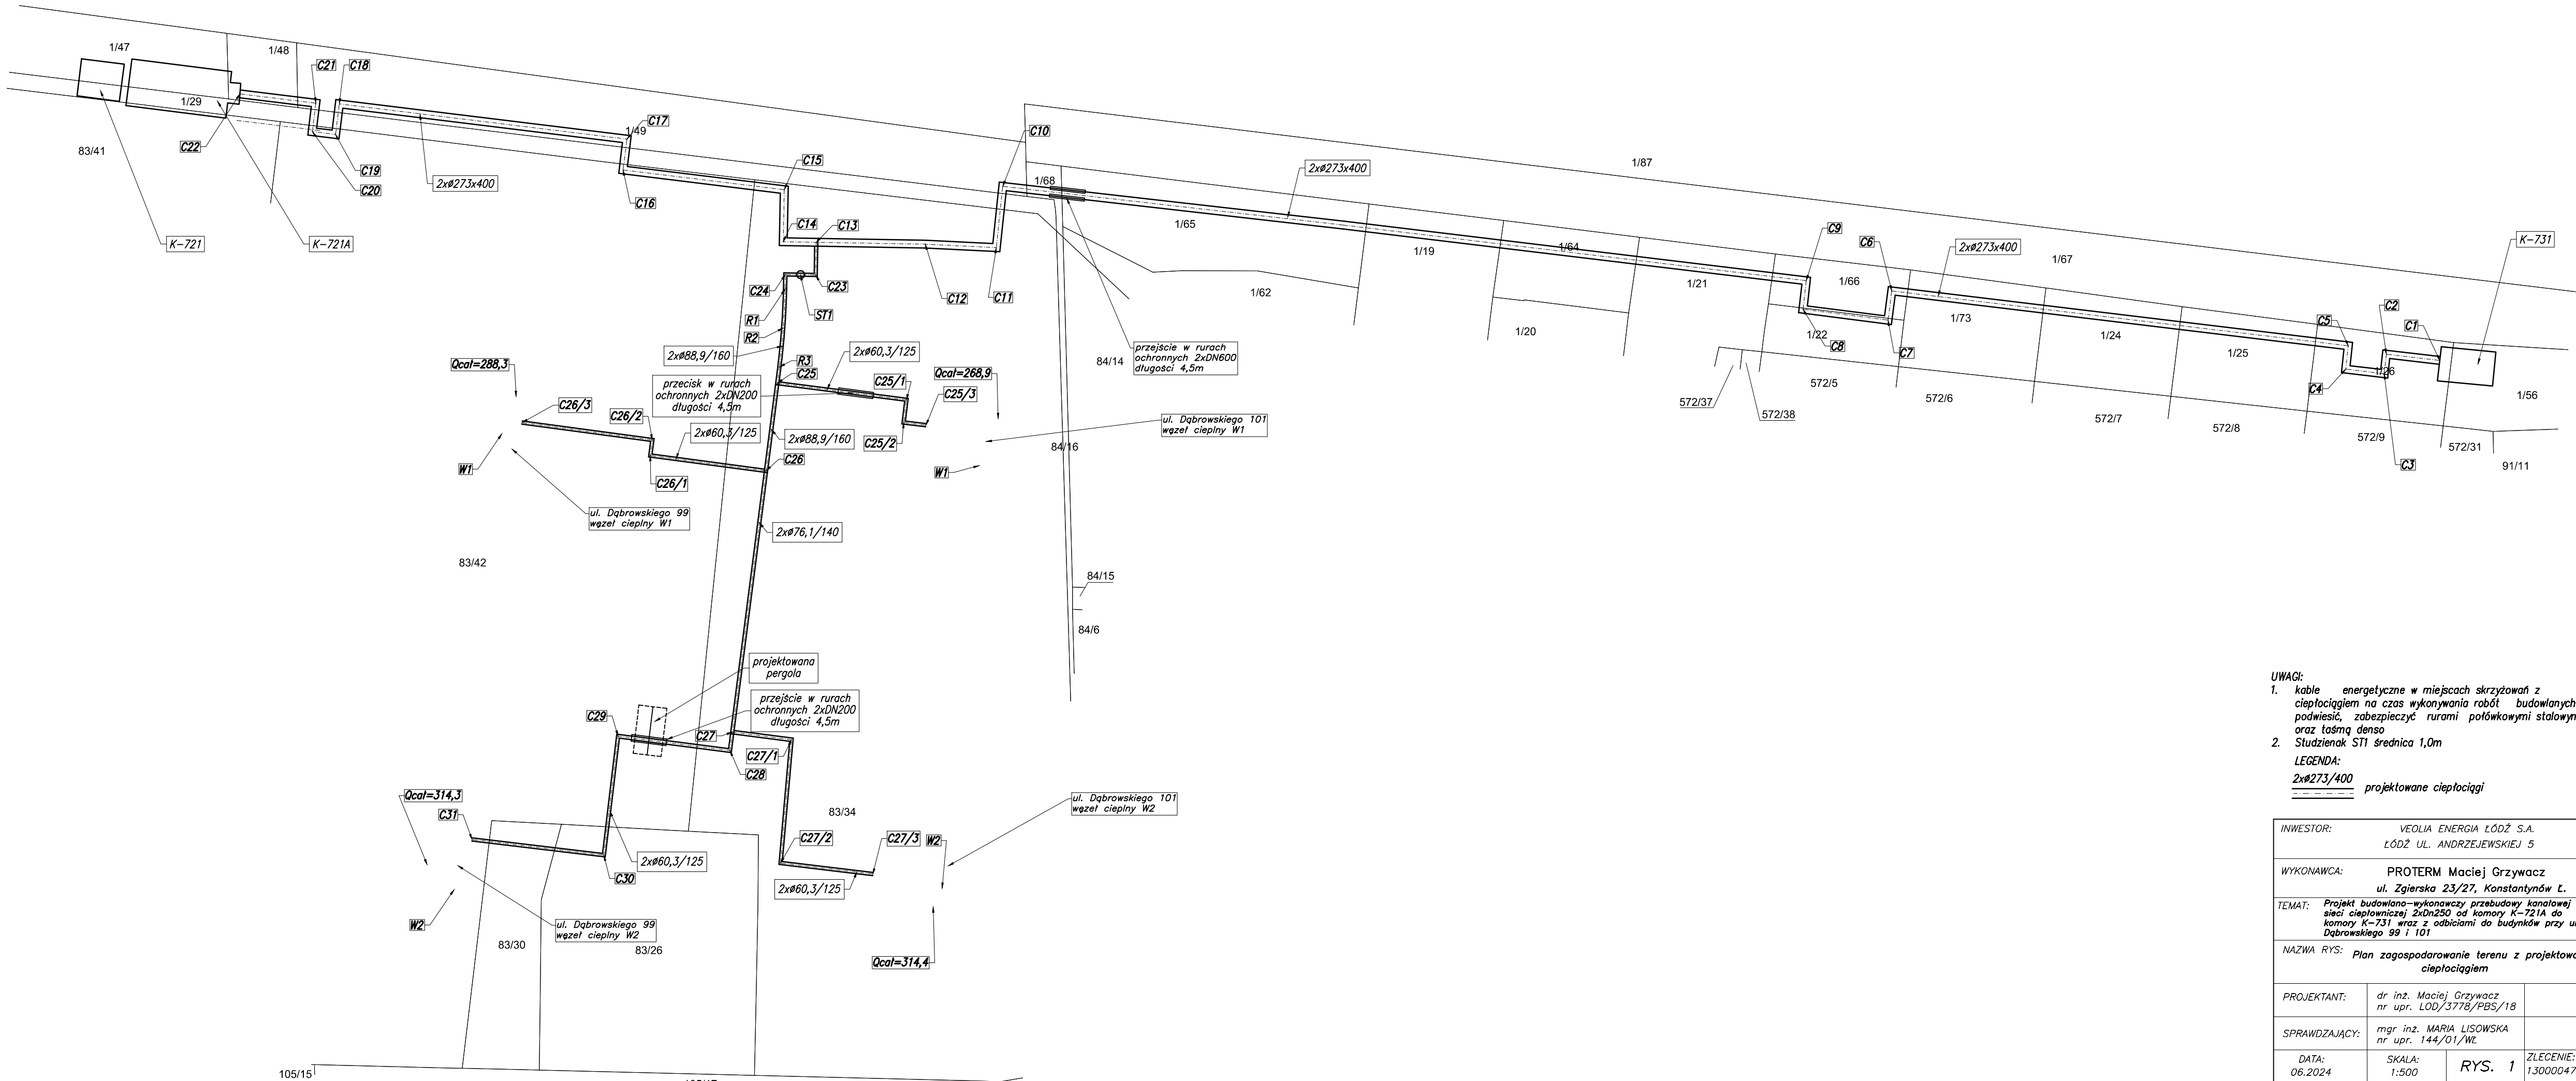 1/47
1/48
C21
C18
1/29
C22
83/41
C19
C20
2xø273x400
K-721
K-721A
1/49
C17
C16
C15
C14
C13
C10
1/68
2xø273x400
1/87
1/65
1/19
1/64
C9
C6
2xø273x400
1/67
K-731
1/66
1/21
1/62
1/20
1/22
C8
C7
1/73
1/24
1/25
C5
C2
C1
C4
1/26
C3
1/56
572/37
572/38
572/5
572/6
572/7
572/8
572/9
572/31
91/11
C24
C23
C12
C11
R1
ST1
R2
2xø88,9/160
R3
2xø60,3/125
C25
84/14
przejście w rurach
ochronnych 2xDN600
długości 4,5m
Qcał=288,3
przecisk w rurach
ochronnych 2xDN200
długości 4,5m
C25/1
Qcał=268,9
C25/3
C25/2
C26/3
C26/2
2xø60,3/125
2xø88,9/160
ul. Dąbrowskiego 101
węzeł cieplny W1
84/16
W1
C26
W1
C26/1
ul. Dąbrowskiego 99
węzeł cieplny W1
2xø76,1/140
83/42
84/15
84/6
projektowana
pergola
przejście w rurach
ochronnych 2xDN200
długości 4,5m
C29
C27
C27/1
C28
Qcał=314,3
C31
83/34
ul. Dąbrowskiego 101
węzeł cieplny W2
C27/2
C27/3
W2
2xø60,3/125
C30
2xø60,3/125
W2
ul. Dąbrowskiego 99
węzeł cieplny W2
83/30
83/26
Qcał=314,4
105/15
UWAGI:
1. kable energetyczne w miejscach skrzyżowań z
ciepłociągiem na czas wykonywania robót budowlanych
podwiesić, zabezpieczyć rurami połówkowymi
oraz taśmą denso
2. Studzienak ST1 średnica 1,0m
LEGENDA:
2xø273/400
projektowane ciepłociągi
INWESTOR: VEOLIA ENERGIA ŁÓDŹ S.A.
ŁÓDŹ UL. ANDRZEJEWSKIEJ 5
WYKONAWCA: PROTERM Maciej Grzywacz
ul. Zgierska 23/27, Konstantynów Ł.
TEMAT: Projekt budowlano-wykonawczy przebudowy kanałowej
sieci ciepłowniczej 2xDn250 od komory K-721A do
komory K-731 wraz z odbiciami do budynków przy
Dąbrowskiego 99 i 101
NAZWA RYS: Plan zagospodarowanie terenu z
ciepłociągiem
PROJEKTANT: dr inż. Maciej Grzywacz
nr upr. LOD/3778/PBS/18
SPRAWDZAJĄCY: mgr inż. MARIA LISOWSKA
nr upr. 144/01/WŁ
DATA: SKALA: RYS. 1 ZLECENIE:
06.2024 1:500 13000047